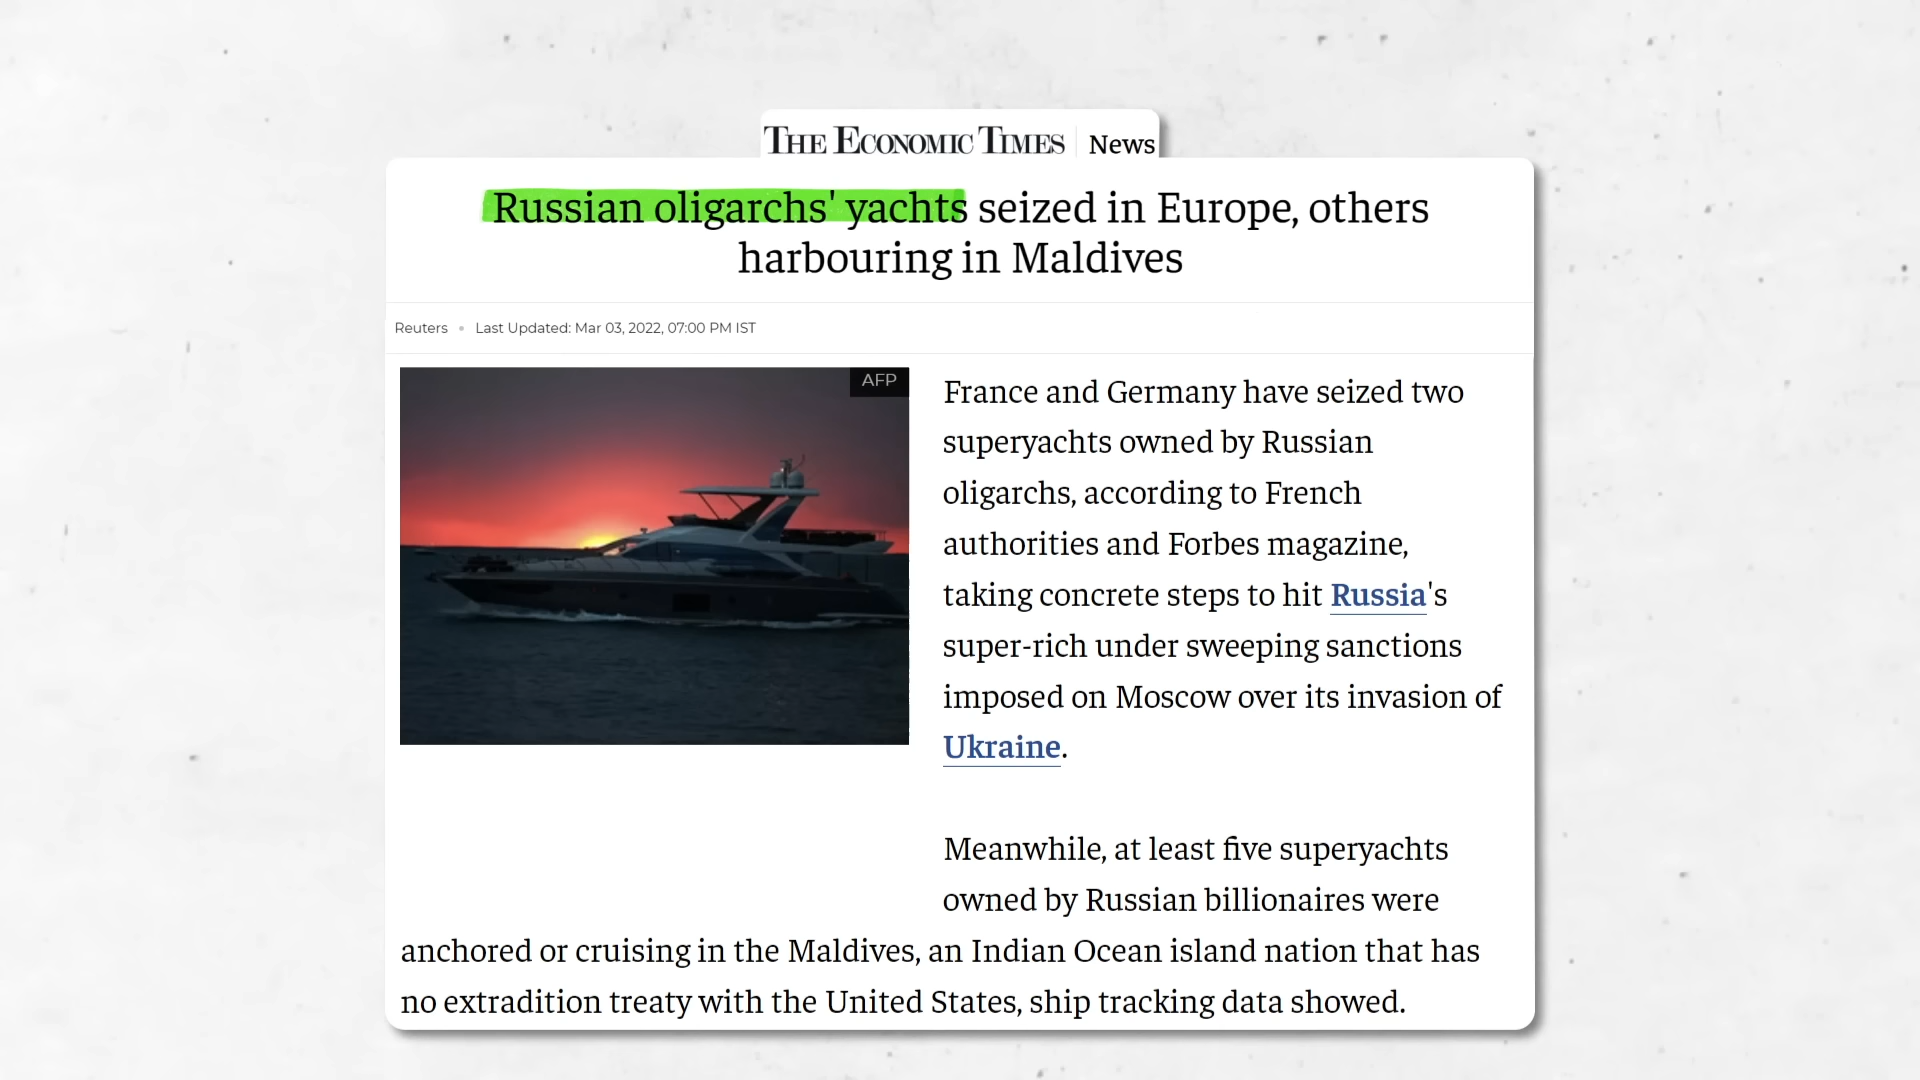 THE ECONOMIC TIMES | News
Russian oligarchs' yachts seized in Europe, others
harbouring in Maldives
Reuters • Last Updated: Mar 03, 2022, 07:00 PM IST
AFP
France and Germany have seized two
superyachts owned by Russian
oligarchs, according to French
authorities and Forbes magazine,
taking concrete steps to hit Russia's
super-rich under sweeping sanctions
imposed on Moscow over its invasion of
Ukraine.
Meanwhile, at least five superyachts
owned by Russian billionaires were
anchored or cruising in the Maldives, an Indian Ocean island nation that has
no extradition treaty with the United States, ship tracking data showed.